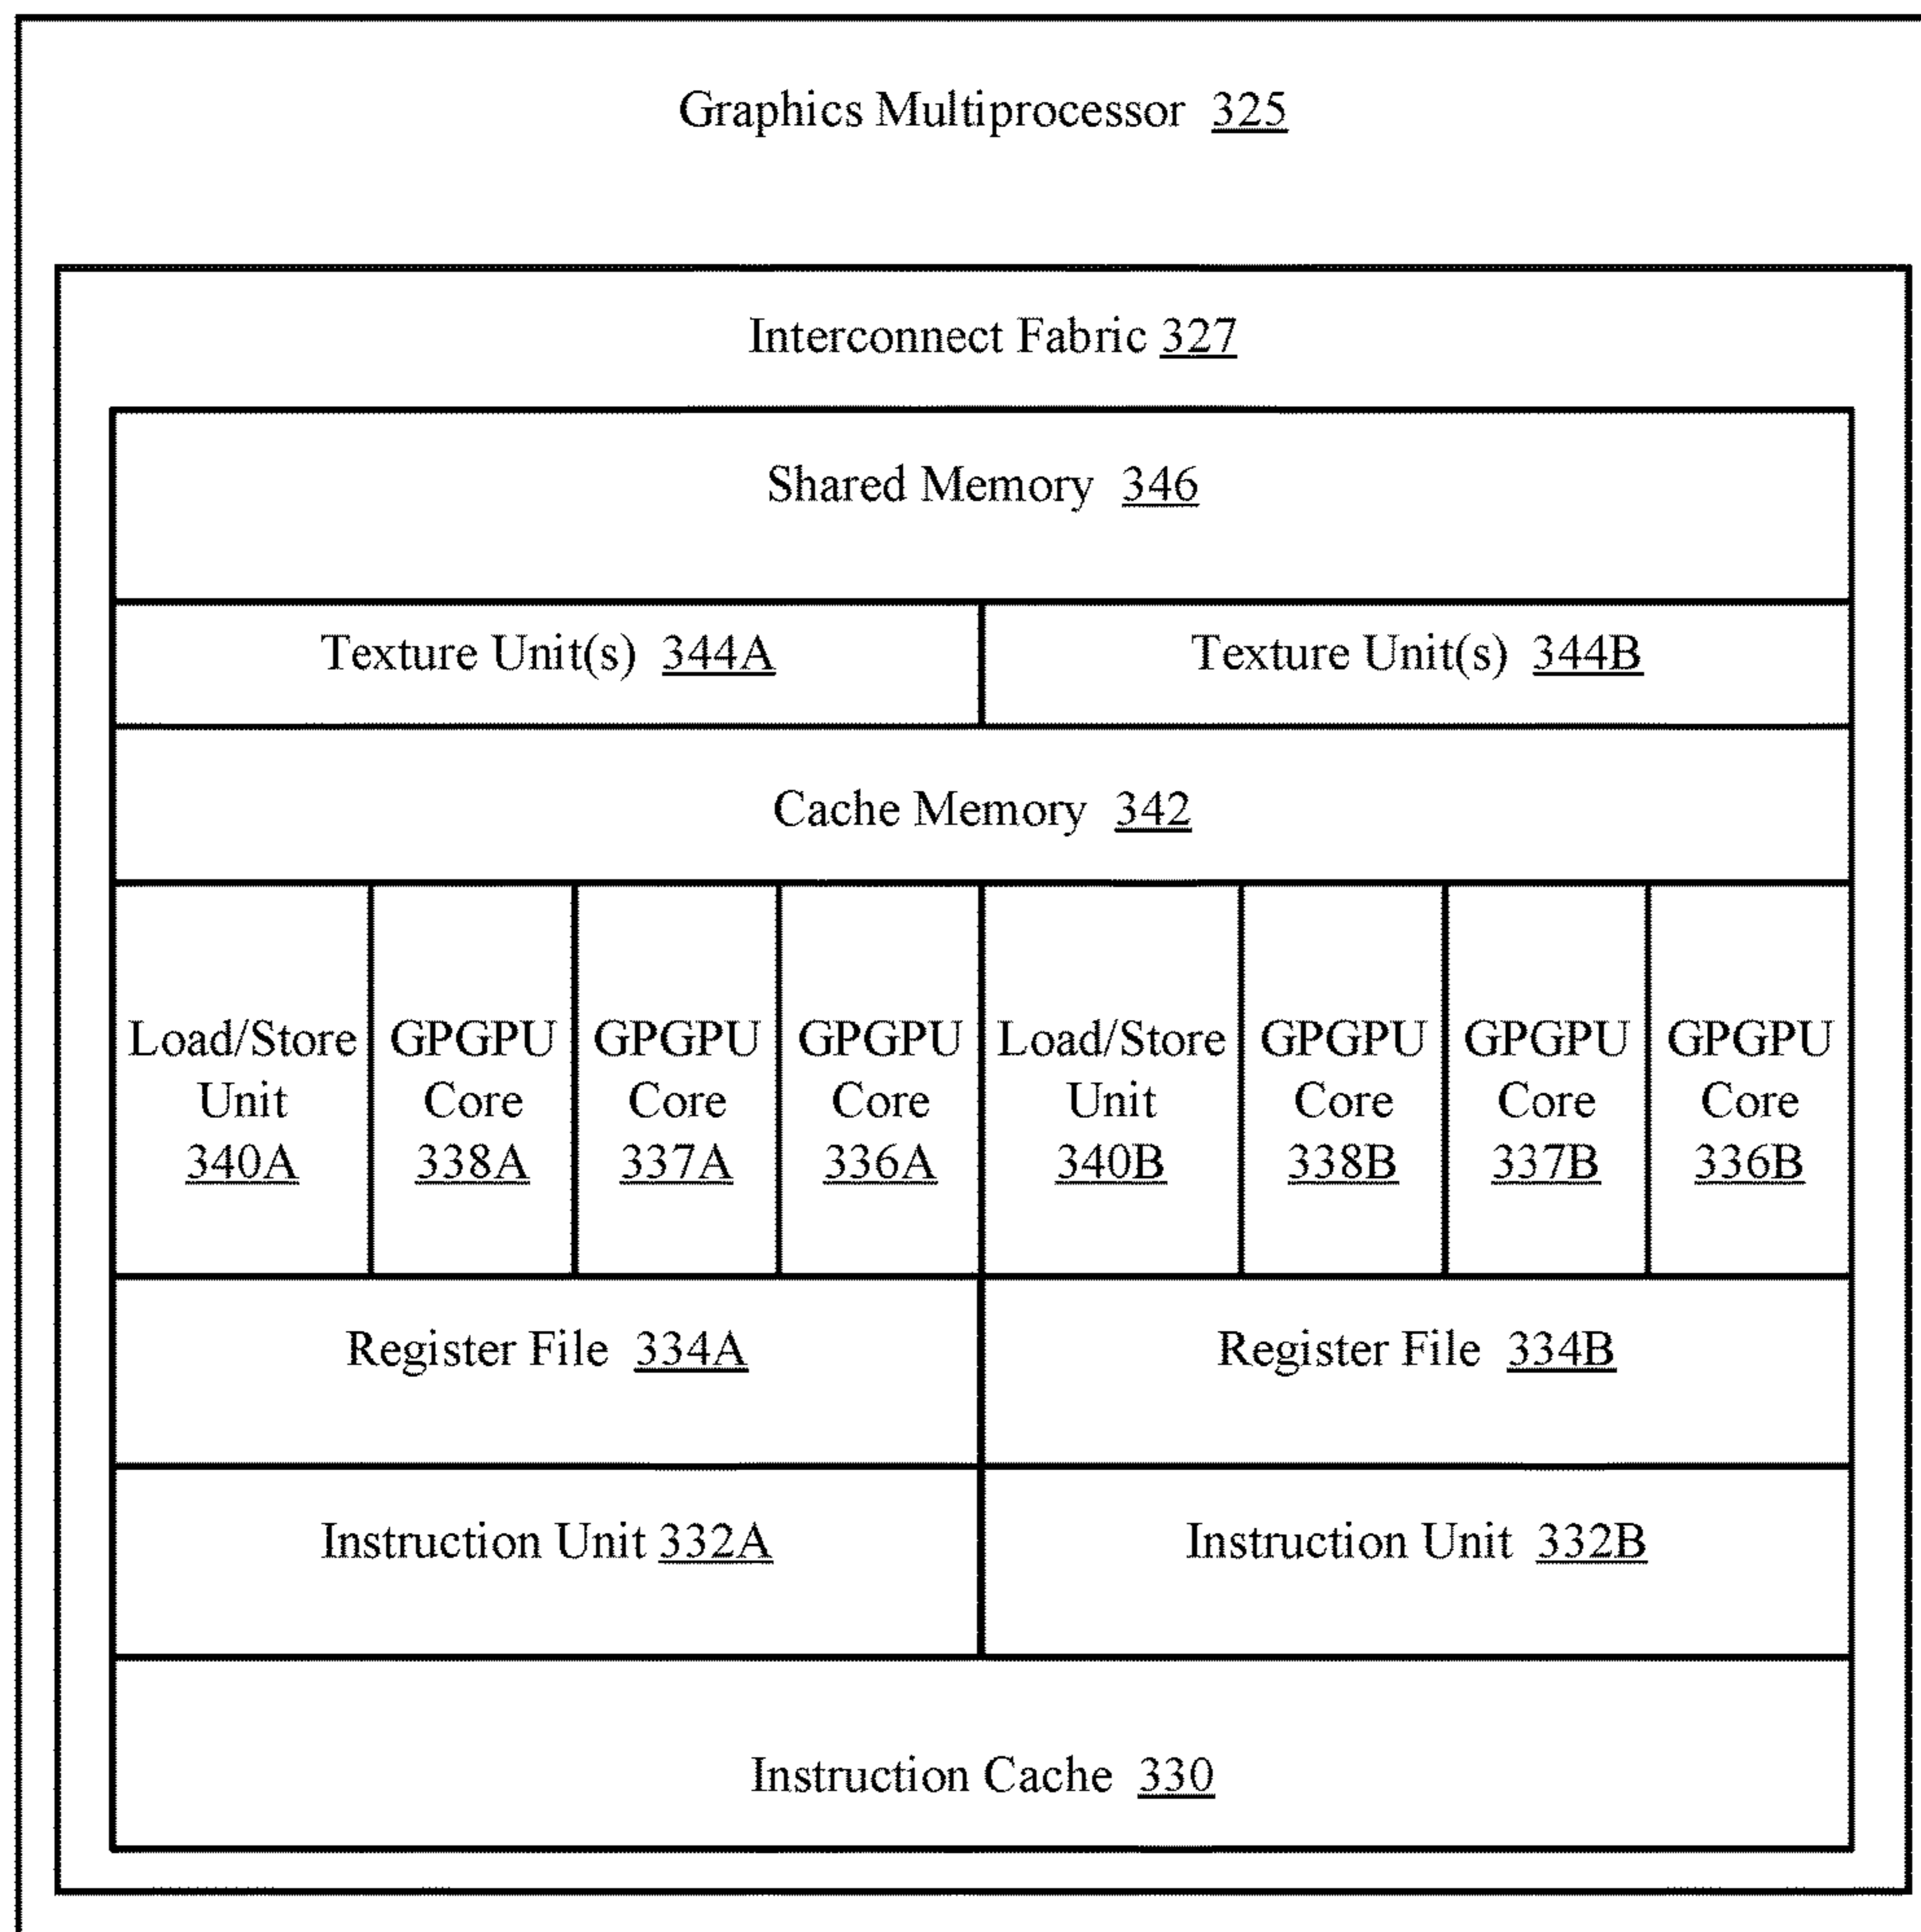 Graphics Multiprocessor 325
Interconnect Fabric 327
Shared Memory 346
Texture Unit(s) 344A
Texture Unit(s) 344B
Cache Memory 342
Load/Store
Unit
340A
GPGPU
Core
338A
GPGPU
Core
337A
GPGPU
Core
336A
Load/Store
Unit
340B
GPGPU
Core
338B
GPGPU
Core
337B
GPGPU
Core
336B
Register File 334A
Register File 334B
Instruction Unit 332A
Instruction Unit 332B
Instruction Cache 330